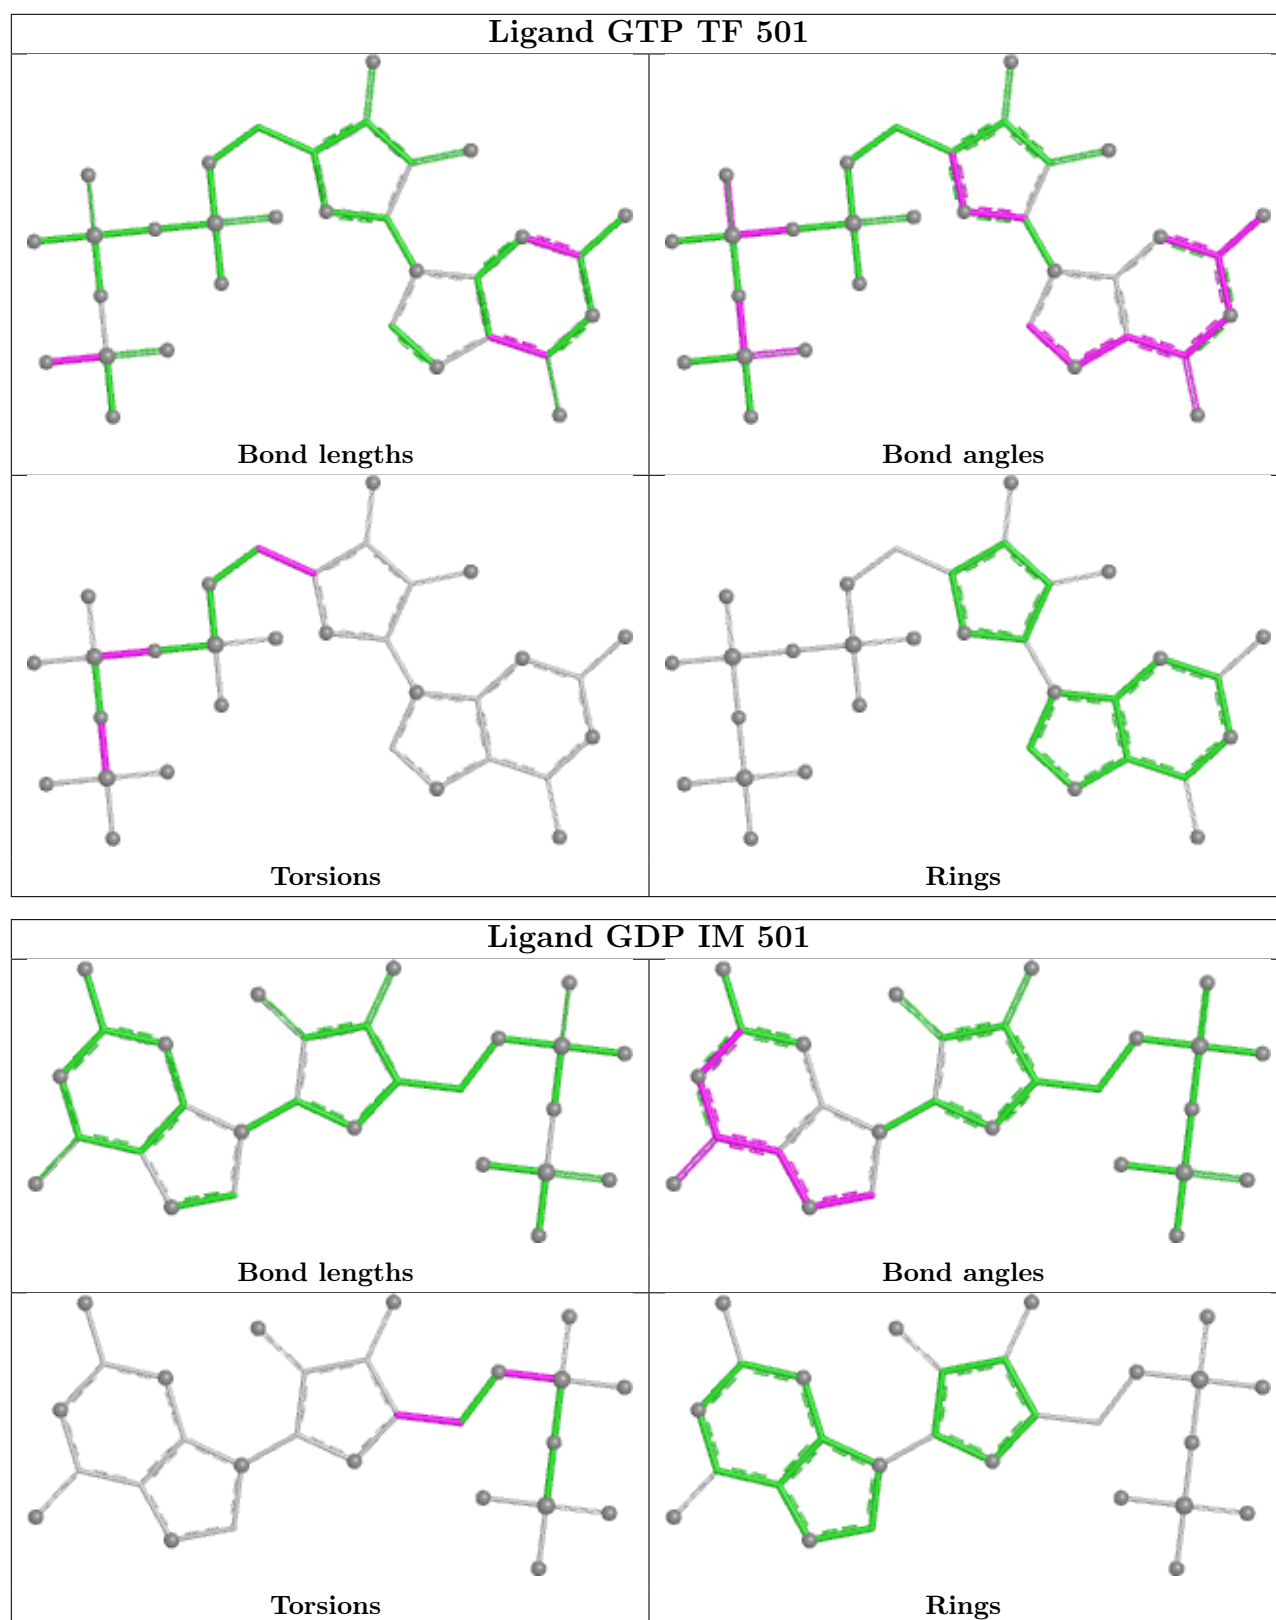 Ligand GTP TF 501
Bond lengths
Bond angles
Torsions
Rings
Ligand GDP IM 501
Bond lengths
Bond angles
Torsions
Rings